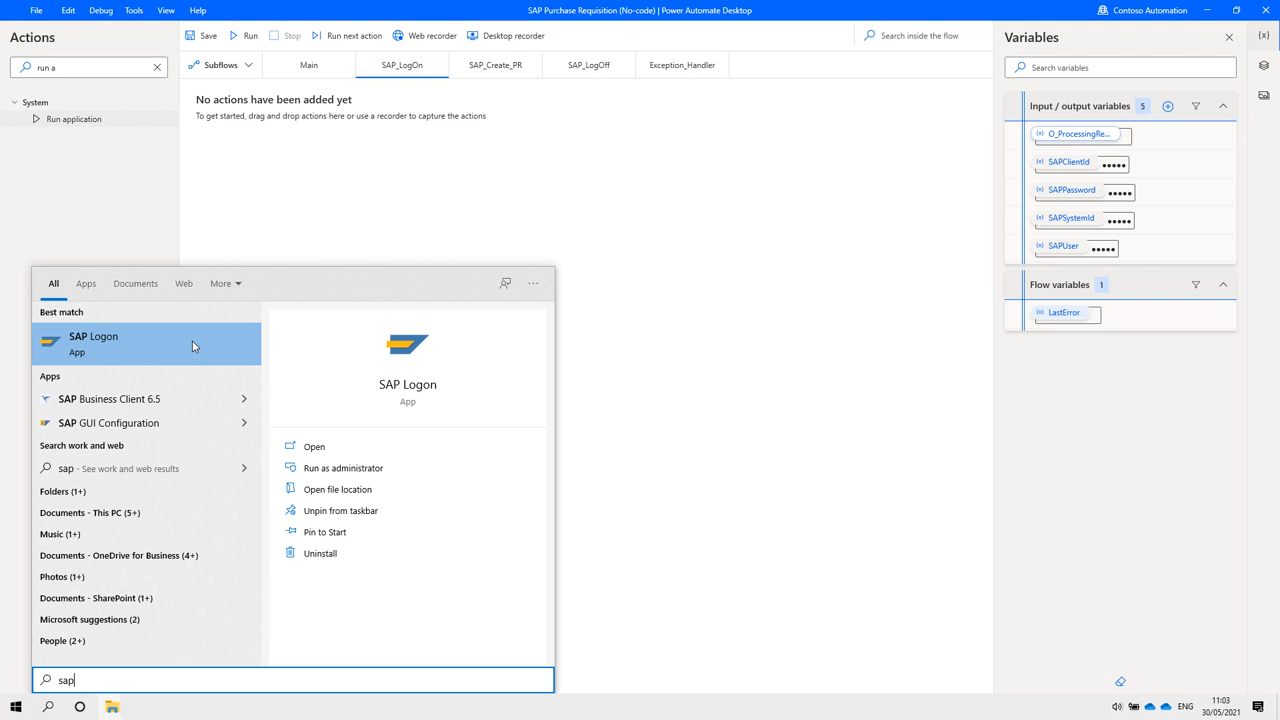 File Edit Debug Tools View Help
SAP Purchase Requisition (No-code) | Power Automate Desktop
Contoso Automation
Actions
run a
System
Run application
Save Run Stop Run next action Web recorder Desktop recorder
Search inside the flow
Subflows Main SAP_LogOn SAP_Create_PR SAP_LogOff Exception_Handler
No actions have been added yet
To get started, drag and drop actions here or use a recorder to capture the actions
Variables
Search variables
Input / output variables 5
O_ProcessingRe...
SAPClientId •••••
SAPPassword •••••
SAPSystemId •••••
SAPUser •••••
Flow variables 1
LastError
All Apps Documents Web More
Best match
SAP Logon
App
Apps
SAP Business Client 6.5
SAP GUI Configuration
Search work and web
sap - See work and web results
Folders (1+)
Documents - This PC (5+)
Music (1+)
Documents - OneDrive for Business (4+)
Photos (1+)
Documents - SharePoint (1+)
Microsoft suggestions (2)
People (2+)
SAP Logon
App
Open
Run as administrator
Open file location
Unpin from taskbar
Pin to Start
Uninstall
sap
ENG
11:03
30/05/2021